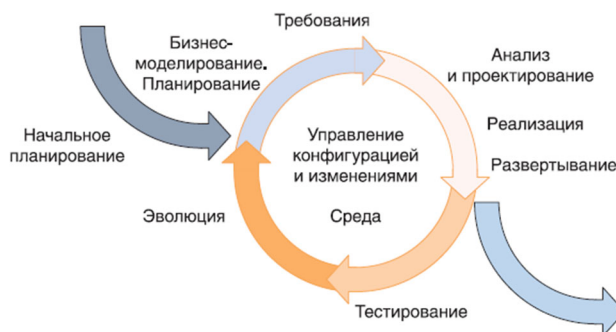 Требования
Бизнес-
моделирование.
Планирование
Анализ
и проектирование
Начальное
планирование
Управление
конфигурацией
и изменениями
Реализация
Развертывание
Эволюция
Среда
Тестирование